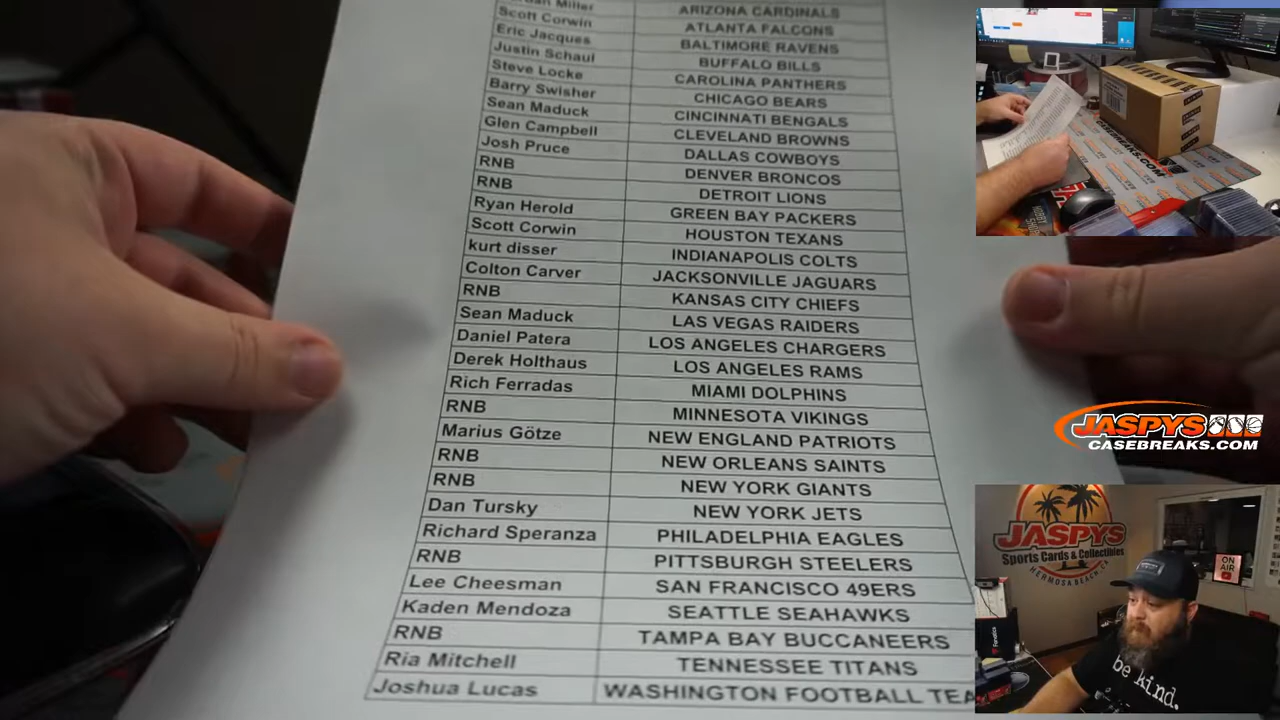 Miller ARIZONA CARDINALS
Scott Corwin ATLANTA FALCONS
Eric Jacques BALTIMORE RAVENS
Justin Schaul BUFFALO BILLS
Steve Locke CAROLINA PANTHERS
Barry Swisher CHICAGO BEARS
Sean Maduck CINCINNATI BENGALS
Glen Campbell CLEVELAND BROWNS
Josh Pruce DALLAS COWBOYS
RNB DENVER BRONCOS
RNB DETROIT LIONS
Ryan Herold GREEN BAY PACKERS
Scott Corwin HOUSTON TEXANS
kurt disser INDIANAPOLIS COLTS
Colton Carver JACKSONVILLE JAGUARS
RNB KANSAS CITY CHIEFS
Sean Maduck LAS VEGAS RAIDERS
Daniel Patera LOS ANGELES CHARGERS
Derek Holthaus LOS ANGELES RAMS
Rich Ferradas MIAMI DOLPHINS
RNB MINNESOTA VIKINGS
Marius Götze NEW ENGLAND PATRIOTS
RNB NEW ORLEANS SAINTS
RNB NEW YORK GIANTS
Dan Tursky NEW YORK JETS
Richard Speranza PHILADELPHIA EAGLES
RNB PITTSBURGH STEELERS
Lee Cheesman SAN FRANCISCO 49ERS
Kaden Mendoza SEATTLE SEAHAWKS
RNB TAMPA BAY BUCCANEERS
Ria Mitchell TENNESSEE TITANS
Joshua Lucas WASHINGTON FOOTBALL TEA
CASEBREAKS.COM
JASPYS
CASEBREAKS.COM
JASPYS
Sports Cards & Collectibles
HERMOSA BEACH, CA
ON AIR
Fanatics
be kind.